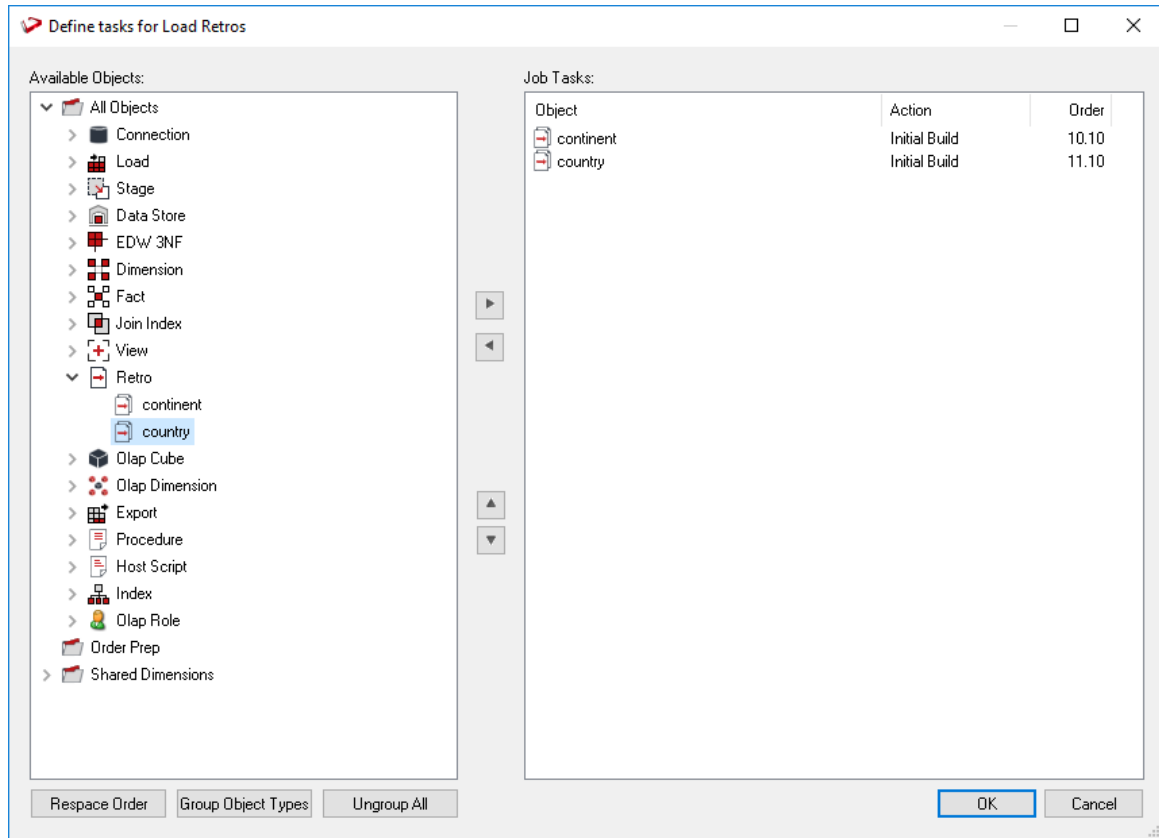 Define tasks for Load Retros
Available Objects:
All Objects
Connection
Load
Stage
Data Store
EDW 3NF
Dimension
Fact
Join Index
View
Retro
continent
country
Olap Cube
Olap Dimension
Export
Procedure
Host Script
Index
Olap Role
Order Prep
Shared Dimensions
Job Tasks:
Object Action Order
continent Initial Build 10.10
country Initial Build 11.10
Respace Order Group Object Types Ungroup All OK Cancel